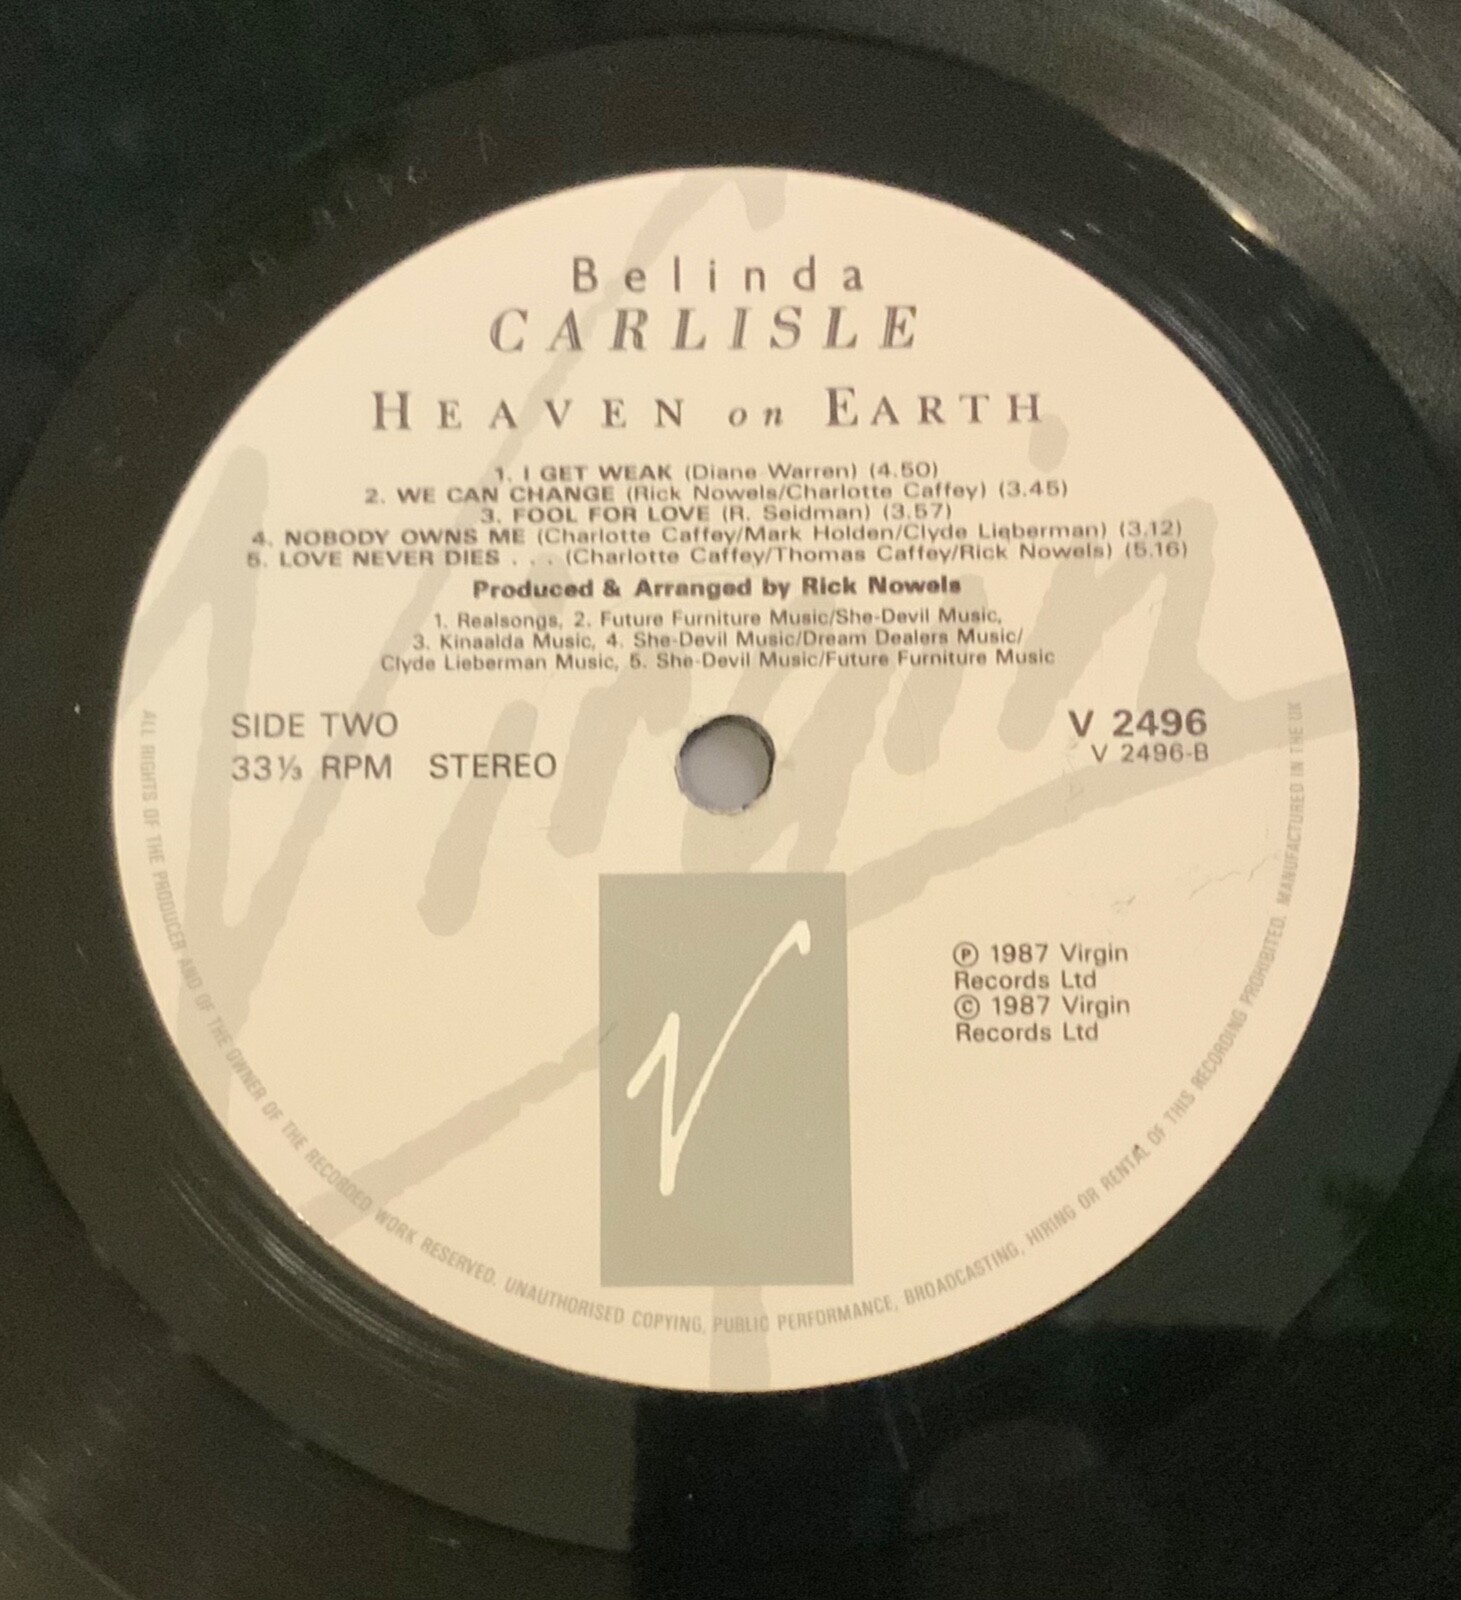 Belinda
CARLISLE
HEAVEN on EARTH
1. I GET WEAK (Diane Warren) (4.50)
2. WE CAN CHANGE (Rick Nowels/Charlotte Caffey) (3.45)
3. FOOL FOR LOVE (R. Seidman) (3.57)
4. NOBODY OWNS ME (Charlotte Caffey/Mark Holden/Clyde Lieberman) (3.12)
5. LOVE NEVER DIES . . . (Charlotte Caffey/Thomas Caffey/Rick Nowels) (5.16)
Produced & Arranged by Rick Nowels
1. Realsongs, 2. Future Furniture Music/She-Devil Music,
3. Kinaalda Music, 4. She-Devil Music/Dream Dealers Music/
Clyde Lieberman Music, 5. She-Devil Music/Future Furniture Music
SIDE TWO
33⅓ RPM STEREO
V 2496
V 2496-B
Virgin
V
℗ 1987 Virgin
Records Ltd
© 1987 Virgin
Records Ltd
ALL RIGHTS OF THE PRODUCER AND OF THE OWNER OF THE RECORDED WORK RESERVED. UNAUTHORISED COPYING, PUBLIC PERFORMANCE, BROADCASTING, HIRING OR RENTAL OF THIS RECORDING PROHIBITED. MANUFACTURED IN THE UK